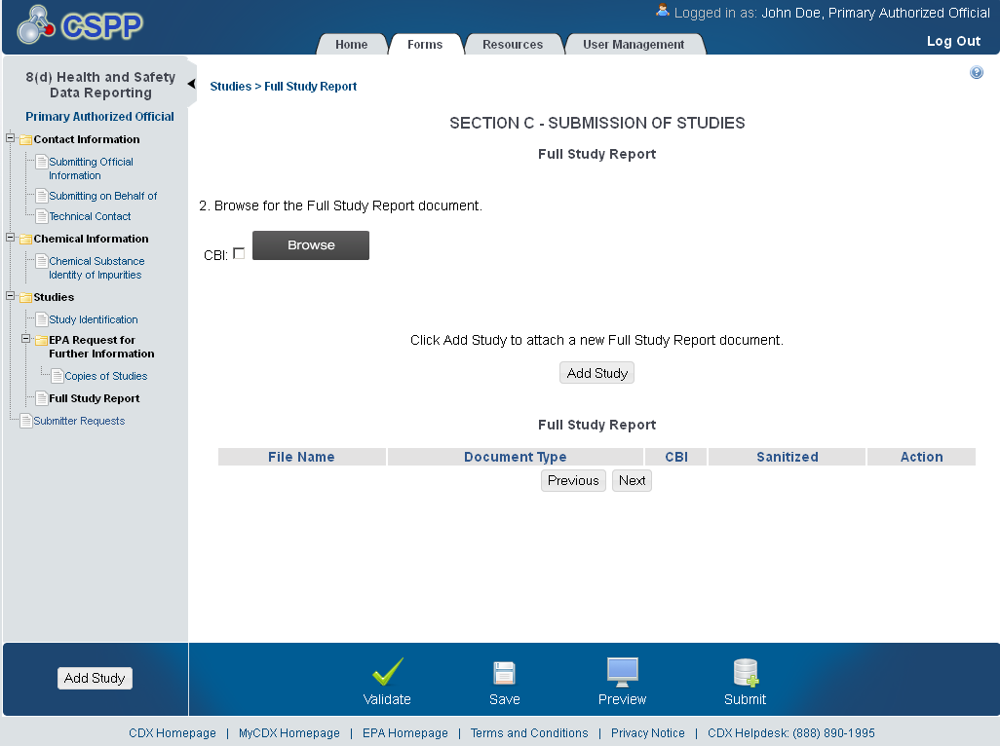 CSPP
Logged in as: John Doe, Primary Authorized Official
Home
Forms
Resources
User Management
Log Out
8(d) Health and Safety
Data Reporting
Primary Authorized Official
Contact Information
Submitting Official
Information
Submitting on Behalf of
Technical Contact
Chemical Information
Chemical Substance
Identity of Impurities
Studies
Study Identification
EPA Request for
Further Information
Copies of Studies
Full Study Report
Submitter Requests
Studies > Full Study Report
?
SECTION C - SUBMISSION OF STUDIES
Full Study Report
2. Browse for the Full Study Report document.
CBI: Browse
Click Add Study to attach a new Full Study Report document.
Add Study
Full Study Report
File Name Document Type CBI Sanitized Action
Previous Next
Add Study
Validate Save Preview Submit
CDX Homepage | MyCDX Homepage | EPA Homepage | Terms and Conditions | Privacy Notice | CDX Helpdesk: (888) 890-1995